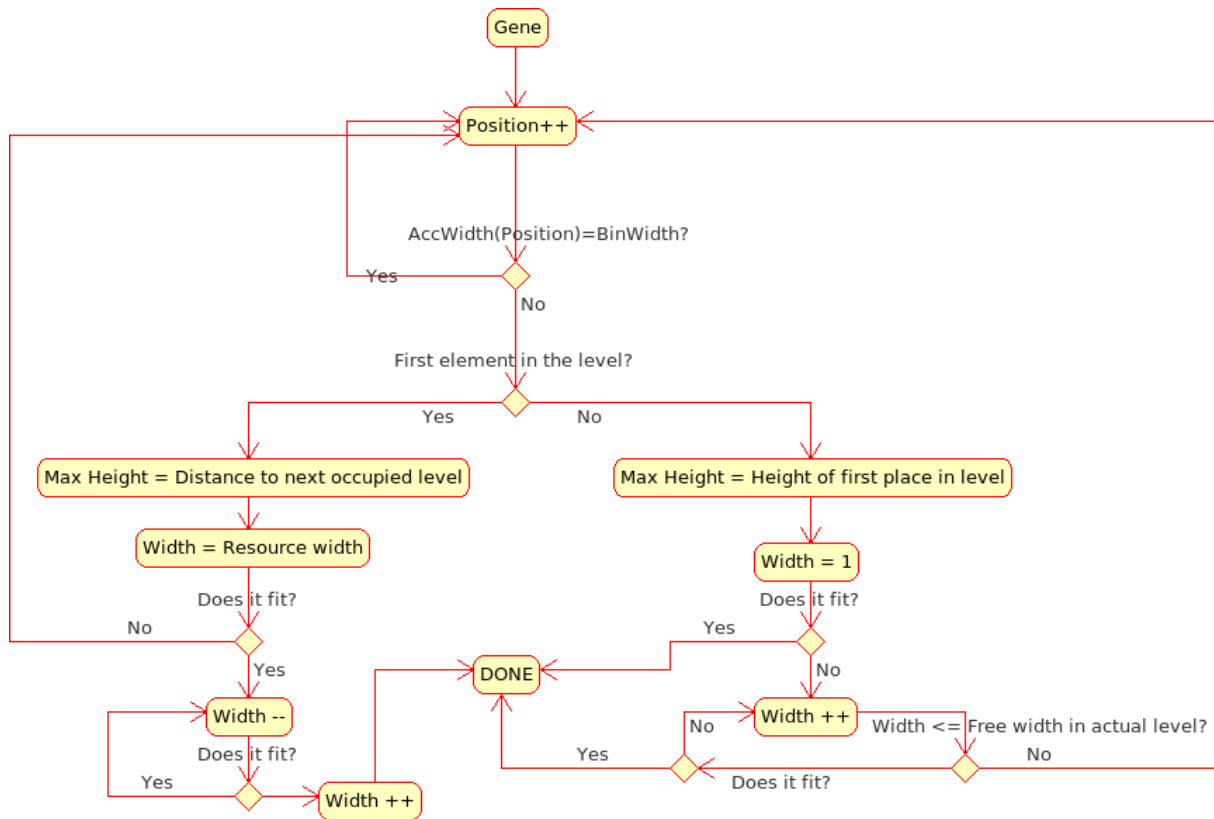 Gene
Position++
AccWidth(Position)=BinWidth?
Yes
No
First element in the level?
Yes
No
Max Height = Distance to next occupied level
Max Height = Height of first place in level
Width = Resource width
Width = 1
Does it fit?
Does it fit?
No
Yes
Yes
DONE
No
Width --
Width ++
No
Width <= Free width in actual level?
Does it fit?
Yes
No
Yes
Does it fit?
Width ++